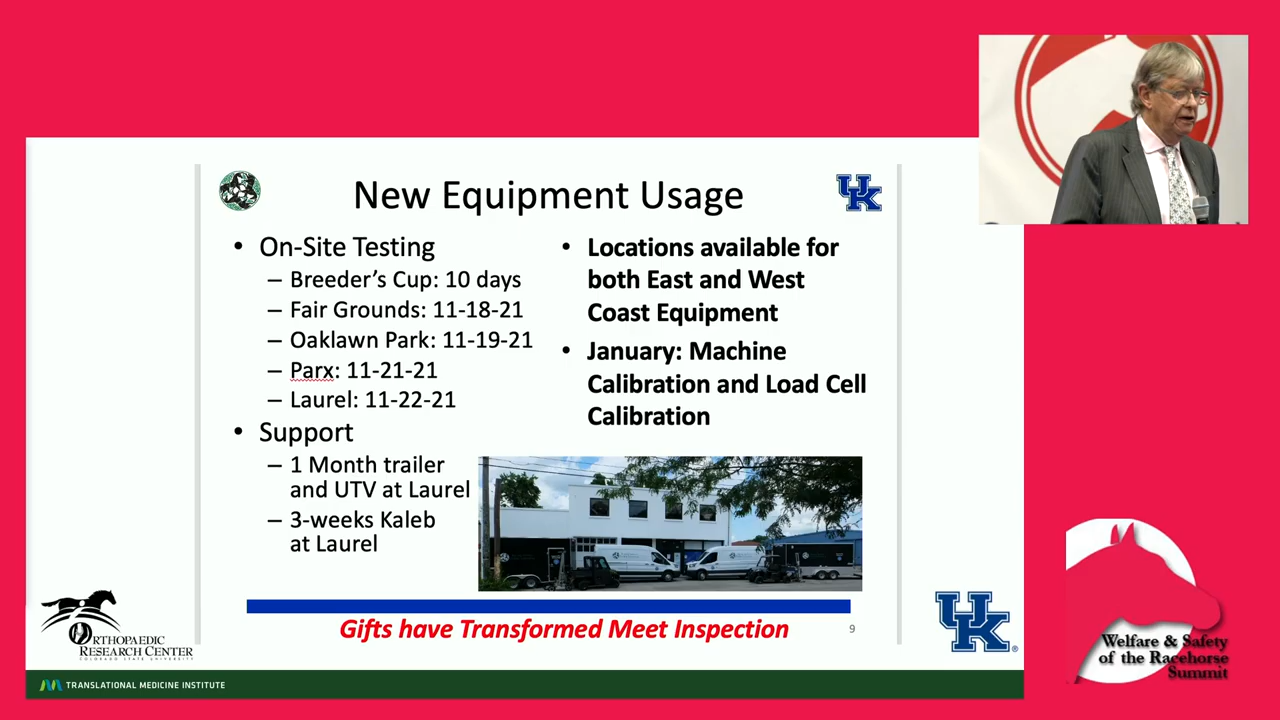 New Equipment Usage
UK
• On-Site Testing
– Breeder's Cup: 10 days
– Fair Grounds: 11-18-21
– Oaklawn Park: 11-19-21
– Parx: 11-21-21
– Laurel: 11-22-21
• Support
– 1 Month trailer
and UTV at Laurel
– 3-weeks Kaleb
at Laurel
• Locations available for
both East and West
Coast Equipment
• January: Machine
Calibration and Load Cell
Calibration
Gifts have Transformed Meet Inspection
9
ORTHOPAEDIC
RESEARCH CENTER
COLORADO STATE UNIVERSITY
UK
TRANSLATIONAL MEDICINE INSTITUTE
Welfare & Safety
of the Racehorse
Summit